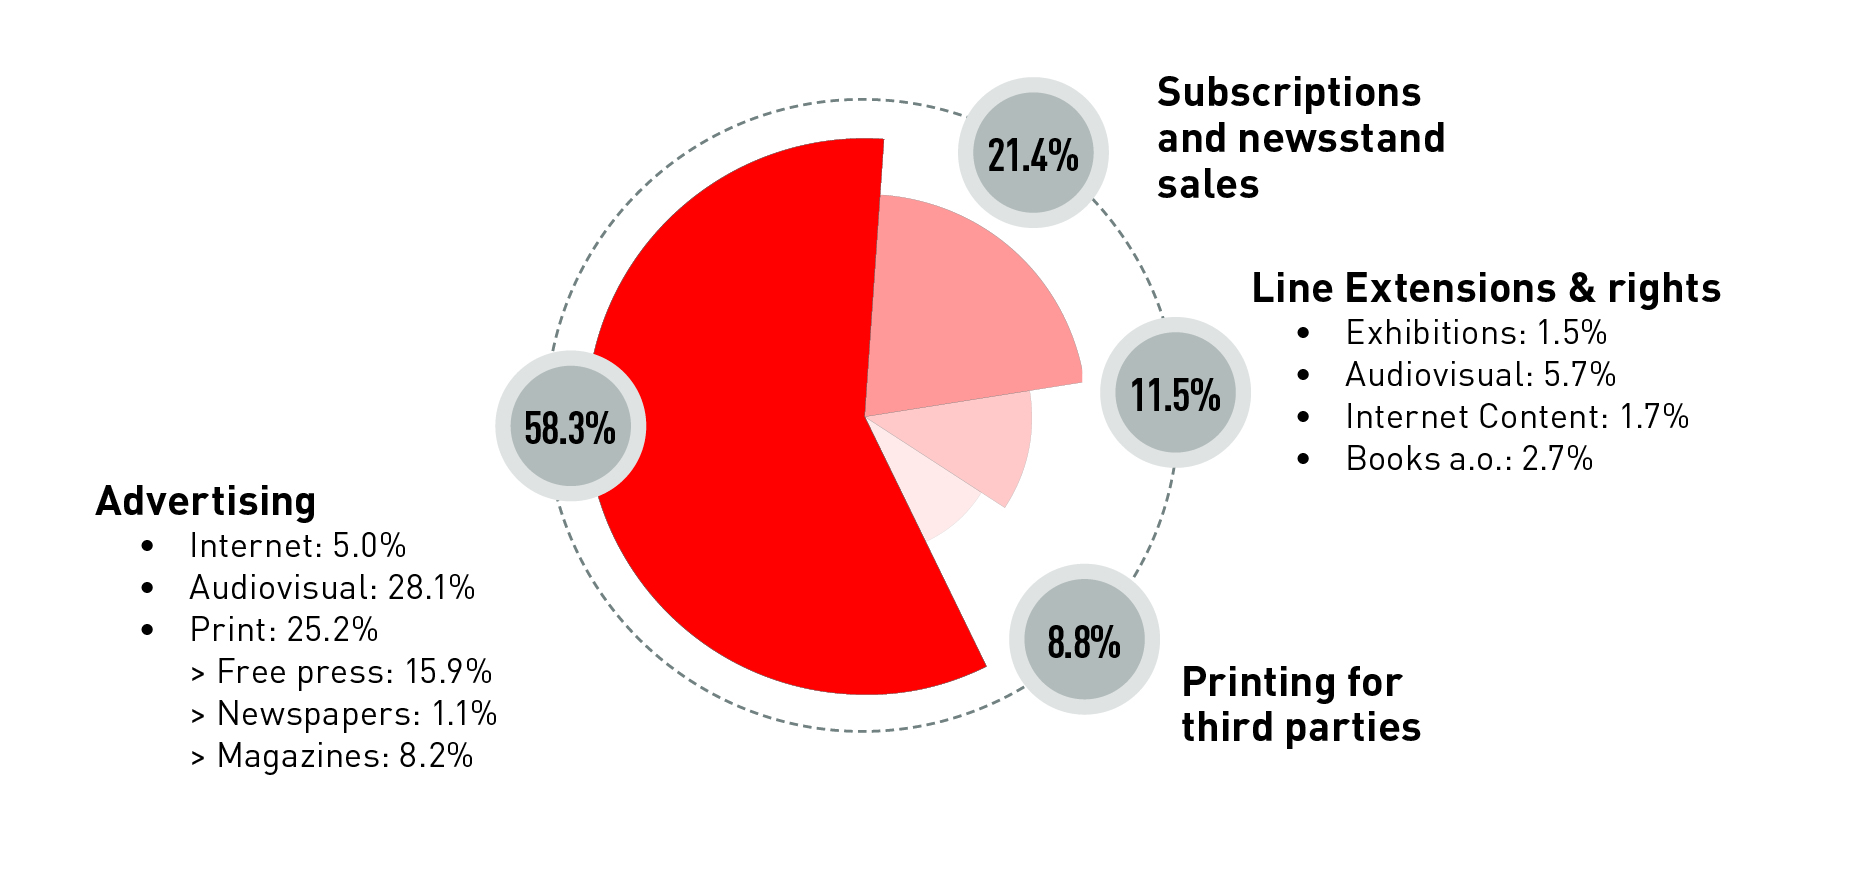 21.4%
Subscriptions
and newsstand
sales
11.5%
Line Extensions & rights
• Exhibitions: 1.5%
• Audiovisual: 5.7%
• Internet Content: 1.7%
• Books a.o.: 2.7%
58.3%
Advertising
• Internet: 5.0%
• Audiovisual: 28.1%
• Print: 25.2%
> Free press: 15.9%
> Newspapers: 1.1%
> Magazines: 8.2%
8.8%
Printing for
third parties